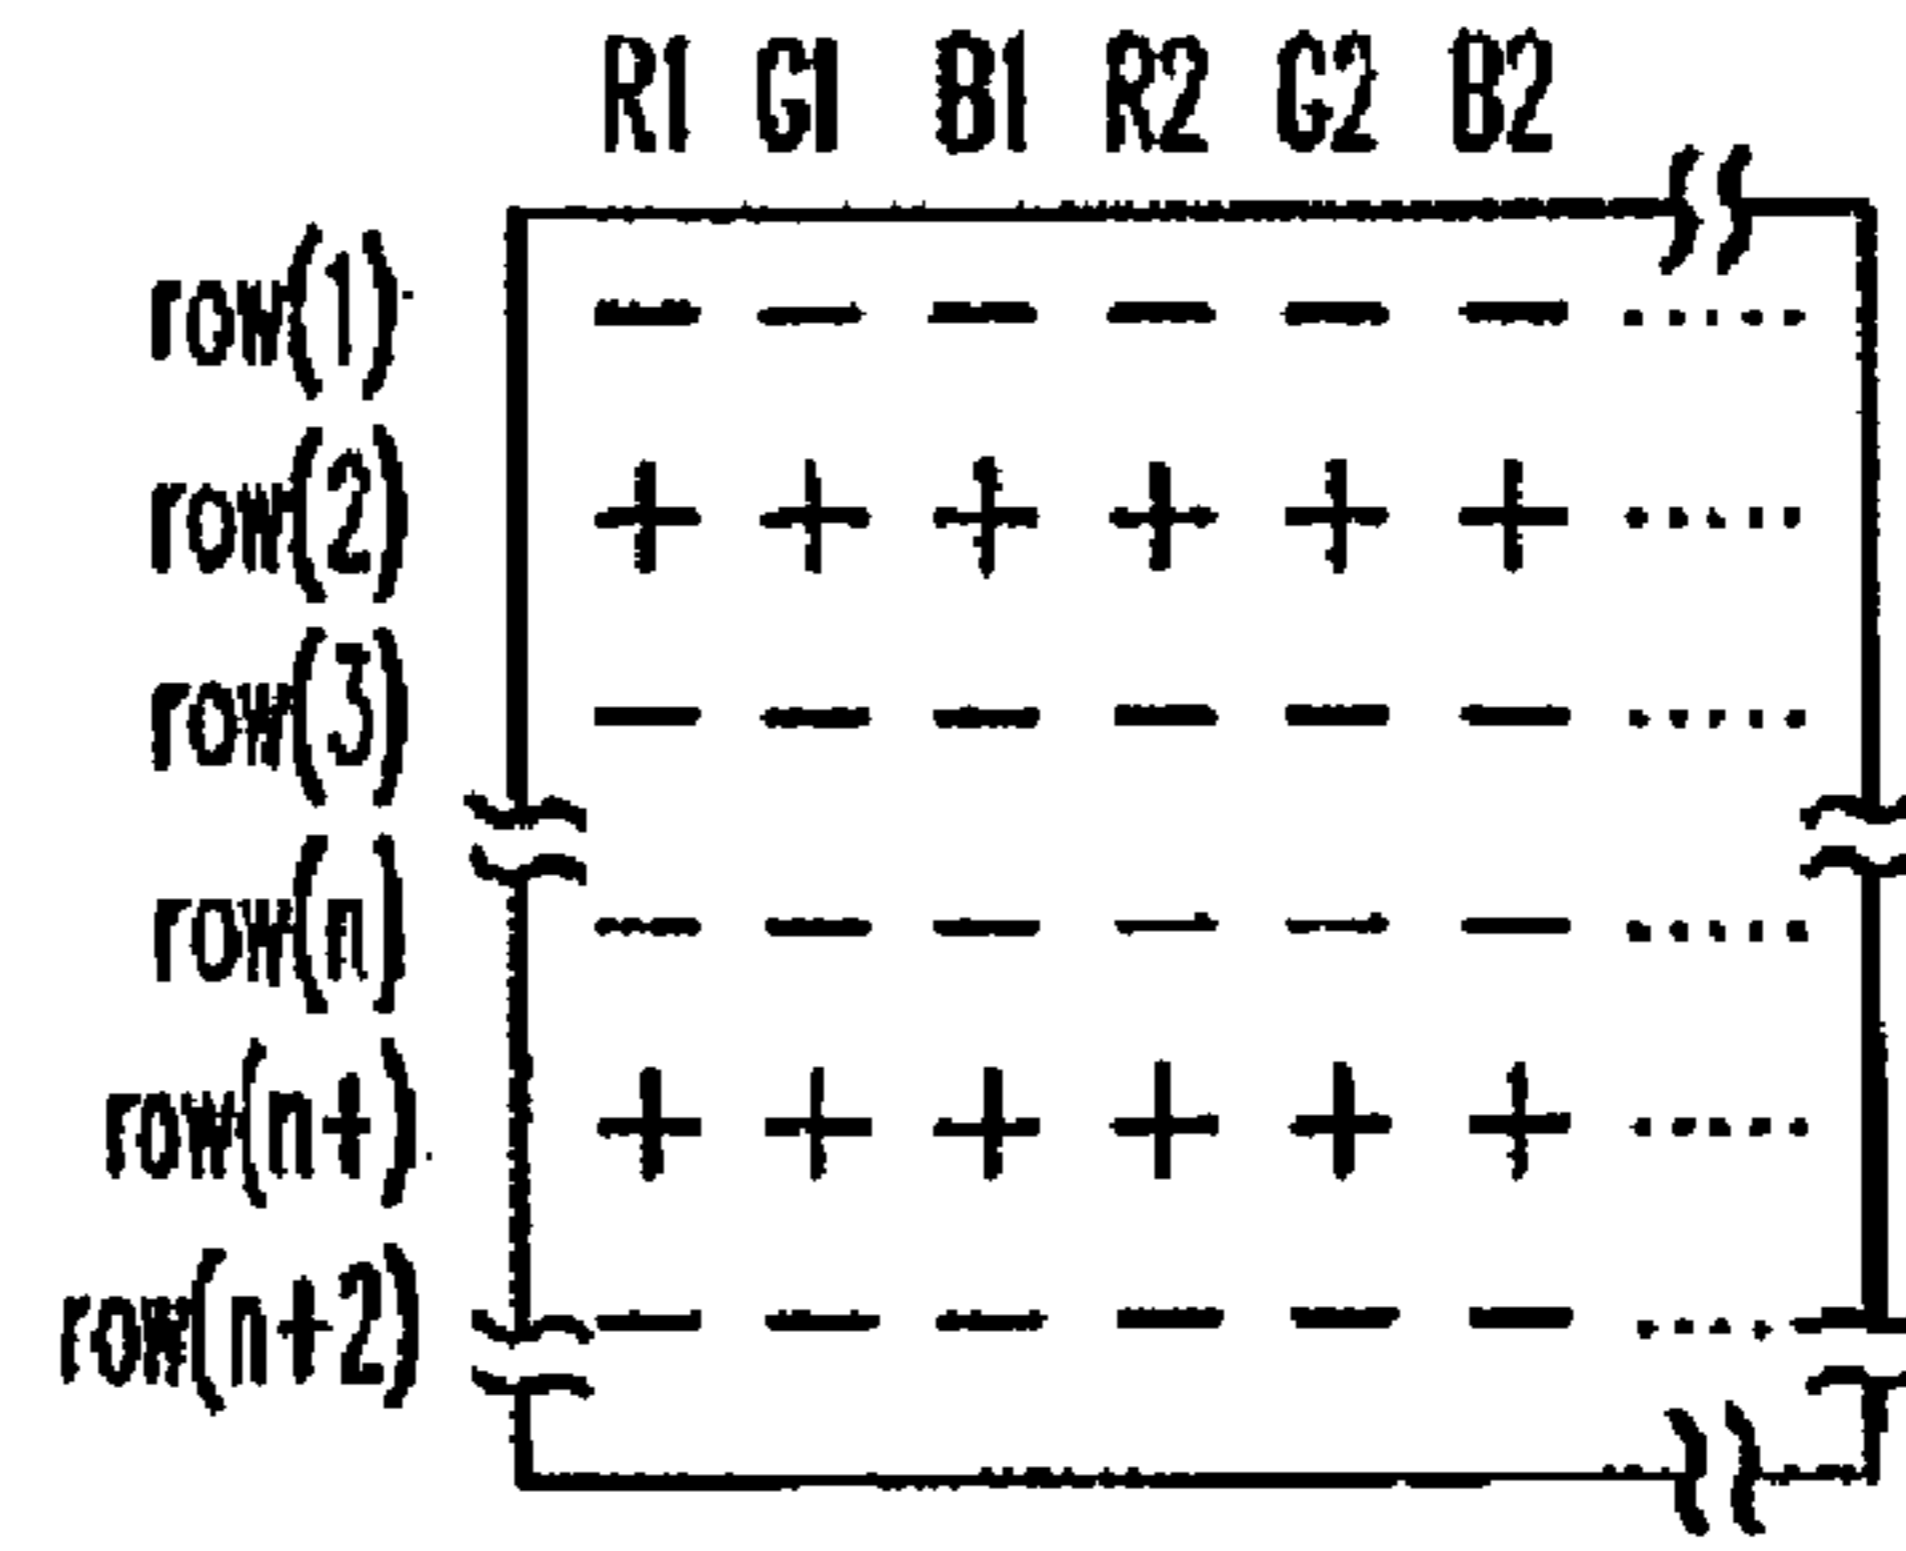 R1 G1 B1 R2 G2 B2
row(1) − − − − − − .....
row(2) + + + + + + .....
row(3) − − − − − − .....
row(n) − − − − − − .....
row(n+) + + + + + + .....
row(n+2) − − − − − − ....